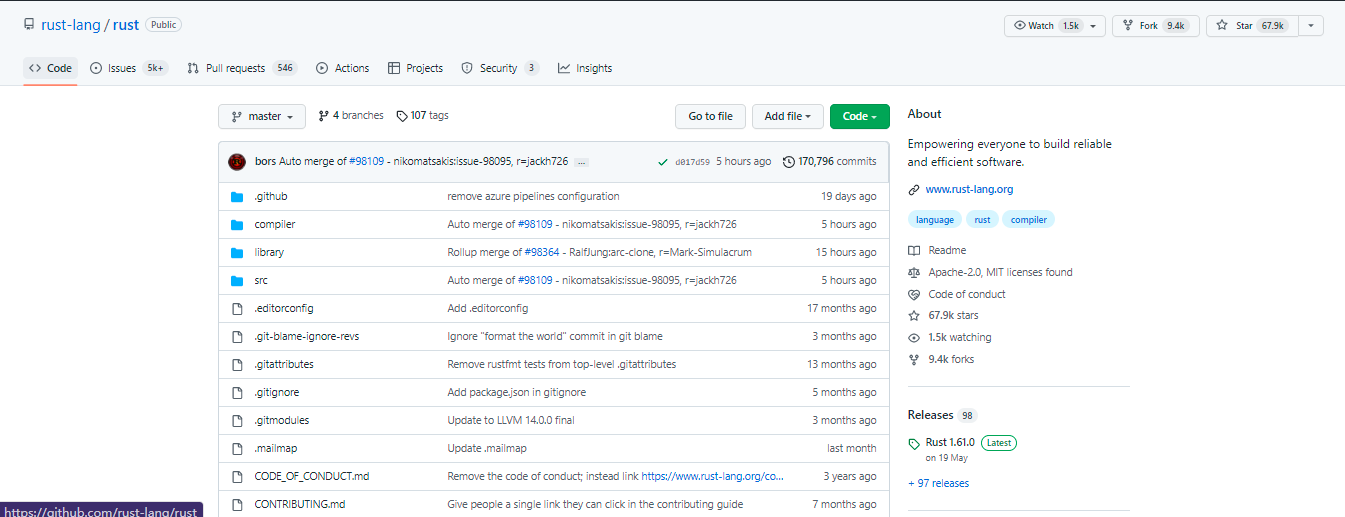 rust-lang / rust Public
Watch 1.5k Fork 9.4k Star 67.9k
Code Issues 5k+ Pull requests 546 Actions Projects Security 3 Insights
master 4 branches 107 tags Go to file Add file Code
bors Auto merge of #98109 - nikomatsakis:issue-98095, r=jackh726 ... d017d59 5 hours ago 170,796 commits
.github remove azure pipelines configuration 19 days ago
compiler Auto merge of #98109 - nikomatsakis:issue-98095, r=jackh726 5 hours ago
library Rollup merge of #98364 - RalfJung:arc-clone, r=Mark-Simulacrum 15 hours ago
src Auto merge of #98109 - nikomatsakis:issue-98095, r=jackh726 5 hours ago
.editorconfig Add .editorconfig 17 months ago
.git-blame-ignore-revs Ignore "format the world" commit in git blame 3 months ago
.gitattributes Remove rustfmt tests from top-level .gitattributes 13 months ago
.gitignore Add package.json in gitignore 5 months ago
.gitmodules Update to LLVM 14.0.0 final 3 months ago
.mailmap Update .mailmap last month
CODE_OF_CONDUCT.md Remove the code of conduct; instead link https://www.rust-lang.org/co... 3 years ago
CONTRIBUTING.md Give people a single link they can click in the contributing guide 7 months ago
About
Empowering everyone to build reliable
and efficient software.
www.rust-lang.org
language rust compiler
Readme
Apache-2.0, MIT licenses found
Code of conduct
67.9k stars
1.5k watching
9.4k forks
Releases 98
Rust 1.61.0 Latest
on 19 May
+ 97 releases
https://github.com/rust-lang/rust